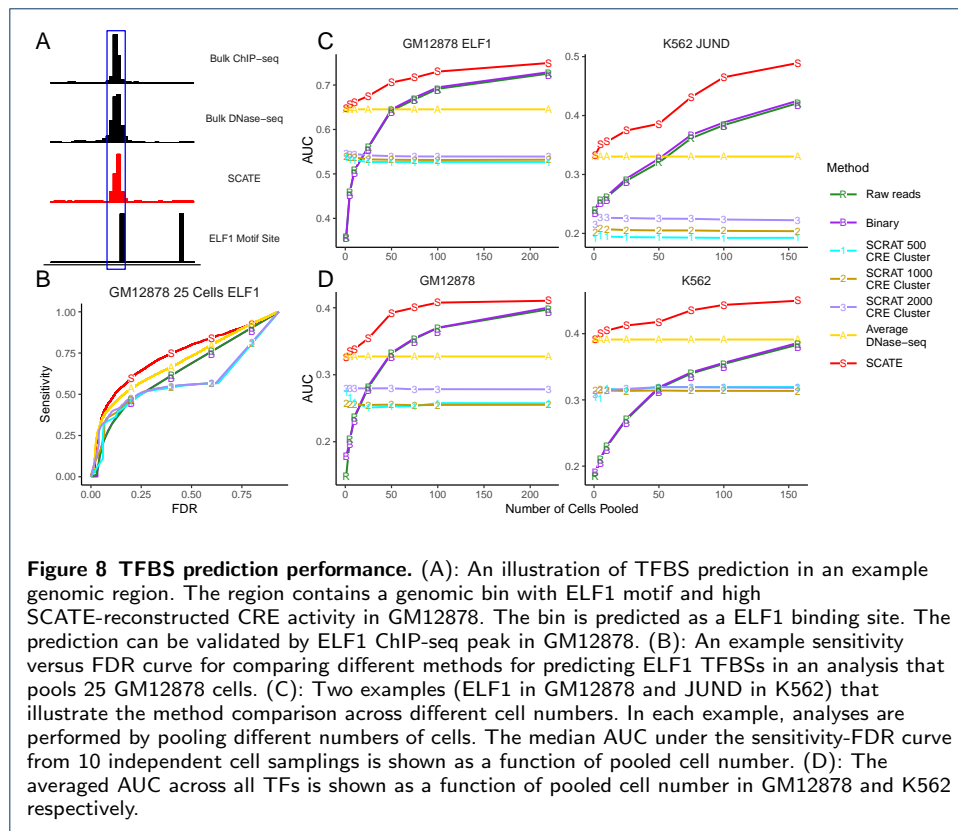 A
Bulk ChIP-seq
Bulk DNase-seq
SCATE
ELF1 Motif Site
B
GM12878 25 Cells ELF1
1.00
0.75
0.50
0.25
0.00
Sensitivity
0.00 0.25 0.50 0.75
FDR
C
GM12878 ELF1
0.7
0.6
0.5
0.4
AUC
0 50 100 150 200
K562 JUND
0.5
0.4
0.3
0.2
0 50 100 150
D
GM12878
0.4
0.3
0.2
AUC
0 50 100 150 200
K562
0.4
0.3
0.2
0 50 100 150
Number of Cells Pooled
Method
R Raw reads
B Binary
1 SCRAT 500
CRE Cluster
2 SCRAT 1000
CRE Cluster
3 SCRAT 2000
CRE Cluster
A Average
DNase-seq
S SCATE
Figure 8 TFBS prediction performance. (A): An illustration of TFBS prediction in an example
genomic region. The region contains a genomic bin with ELF1 motif and high
SCATE-reconstructed CRE activity in GM12878. The bin is predicted as a ELF1 binding site. The
prediction can be validated by ELF1 ChIP-seq peak in GM12878. (B): An example sensitivity
versus FDR curve for comparing different methods for predicting ELF1 TFBSs in an analysis that
pools 25 GM12878 cells. (C): Two examples (ELF1 in GM12878 and JUND in K562) that
illustrate the method comparison across different cell numbers. In each example, analyses are
performed by pooling different numbers of cells. The median AUC under the sensitivity-FDR curve
from 10 independent cell samplings is shown as a function of pooled cell number. (D): The
averaged AUC across all TFs is shown as a function of pooled cell number in GM12878 and K562
respectively.